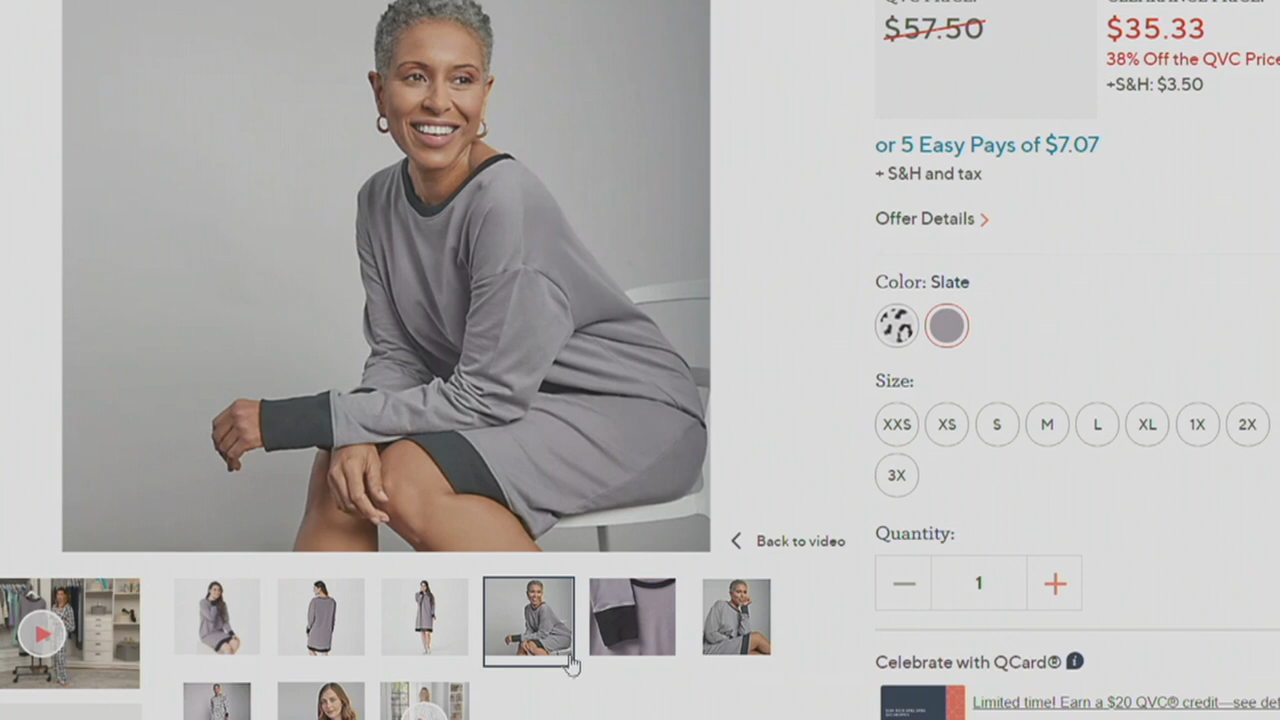 $57.50
$35.33
38% Off the QVC Price
+S&H: $3.50
or 5 Easy Pays of $7.07
+ S&H and tax
Offer Details
Color: Slate
Size:
XXS XS S M L XL 1X 2X
3X
Back to video
Quantity:
1
Celebrate with QCard®
Limited time! Earn a $20 QVC® credit—see